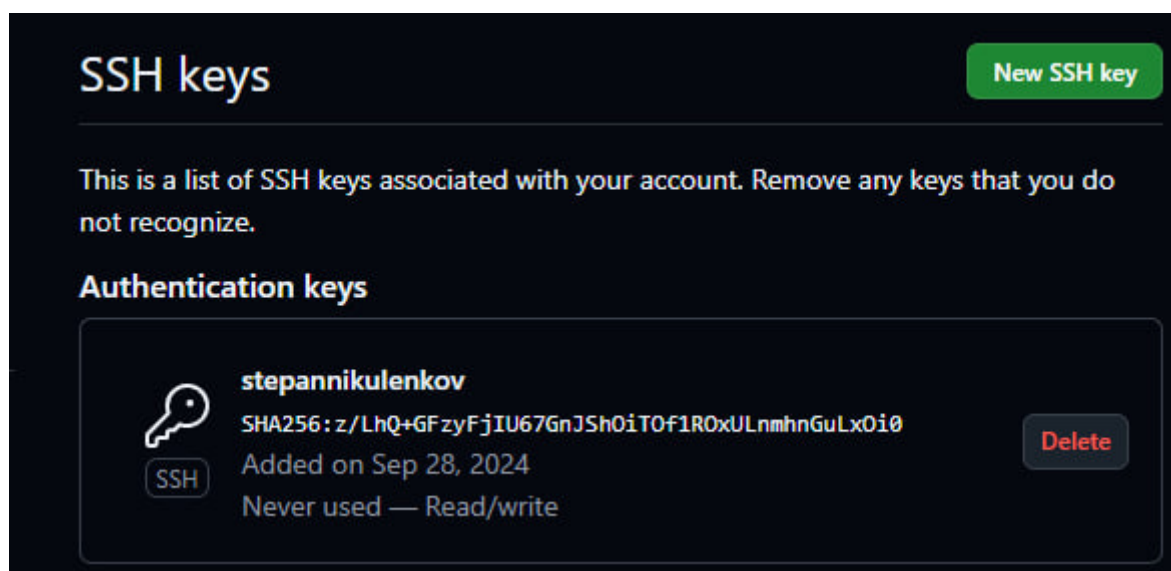 SSH keys
New SSH key
This is a list of SSH keys associated with your account. Remove any keys that you do
not recognize.
Authentication keys
stepannikulenkov
SHA256:z/LhQ+GFzyFjIU67GnJShOiTOf1ROxULnmhnGuLxOi0
Added on Sep 28, 2024
Never used — Read/write
SSH
Delete